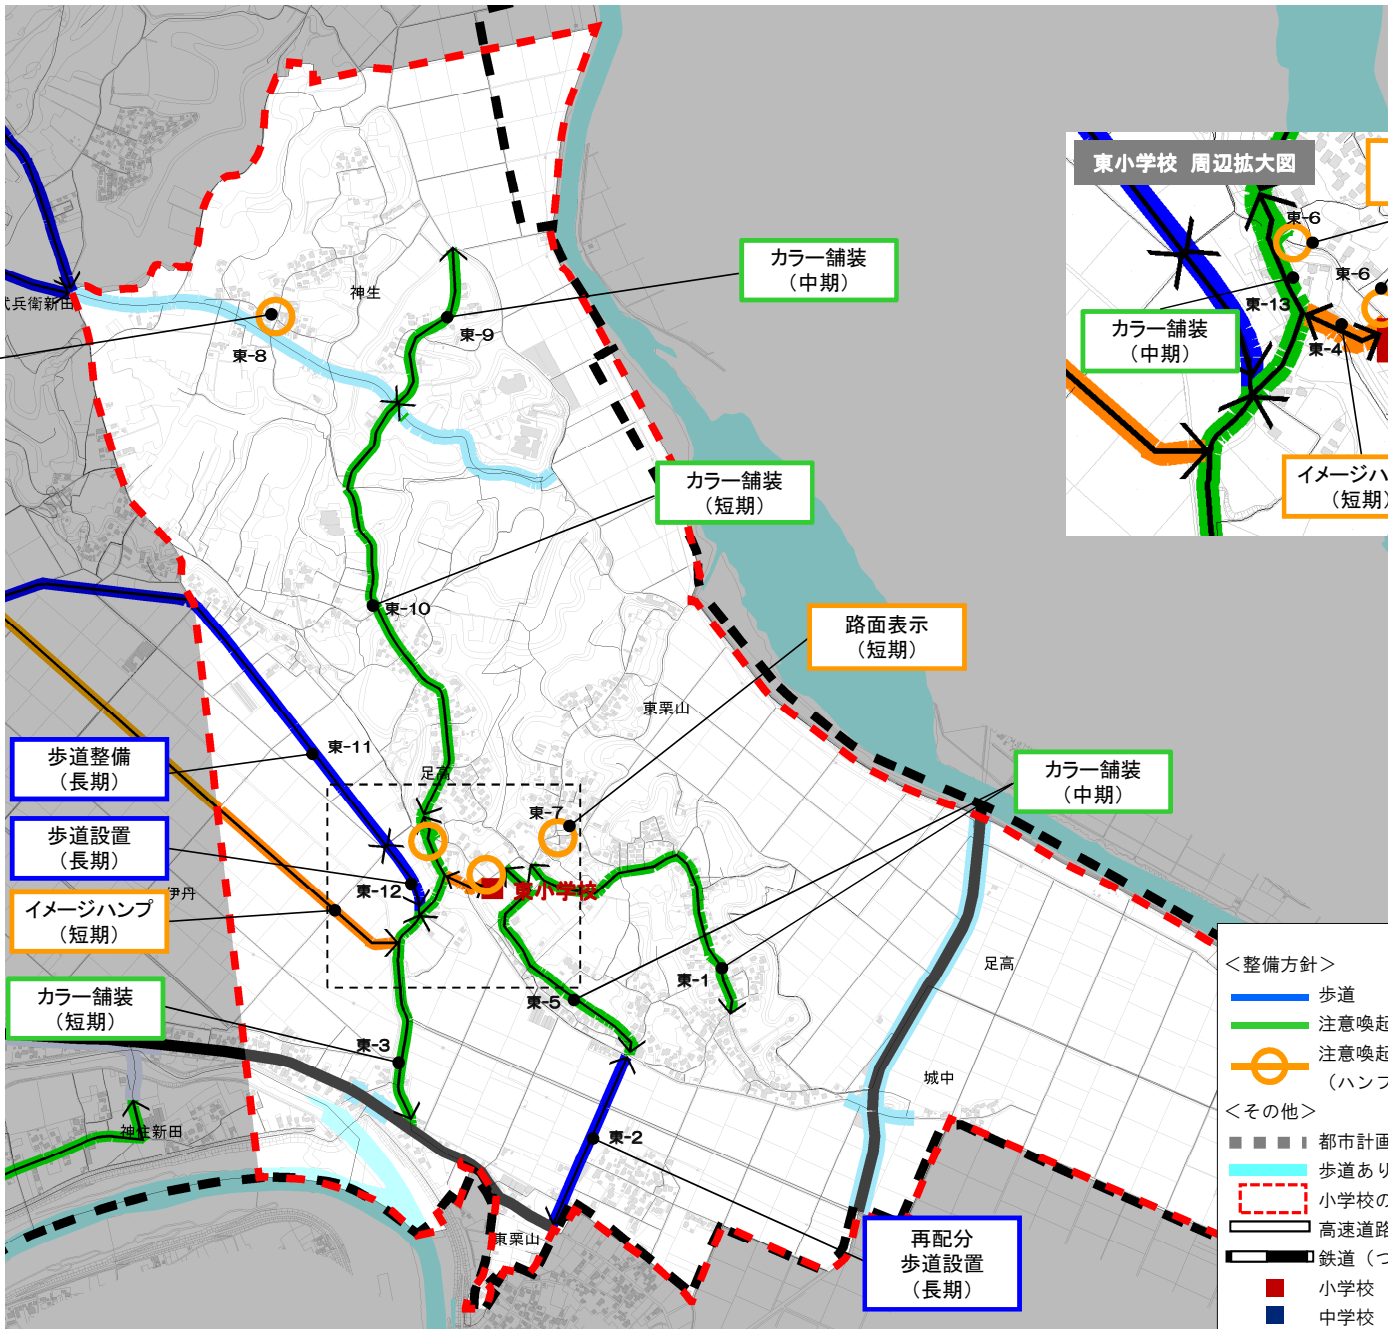 東小学校 周辺拡大図
東-6
東-6
東-13
カラー舗装
（中期）
東-4
イメージハ
（短期）
カラー舗装
（中期）
神生
東-9
東-8
カラー舗装
（短期）
東-10
路面表示
（短期）
東栗山
東-11
歩道整備
（長期）
足高
カラー舗装
（中期）
東-7
歩道設置
（長期）
東-12
東小学校
伊丹
イメージハンプ
（短期）
足高
東-1
東-5
カラー舗装
（短期）
東-3
城中
神住新田
東-2
東栗山
再配分
歩道設置
（長期）
＜整備方針＞
歩道
注意喚起
注意喚起
（ハンプ
＜その他＞
都市計画
歩道あり
小学校の
高速道路
鉄道（つ
小学校
中学校